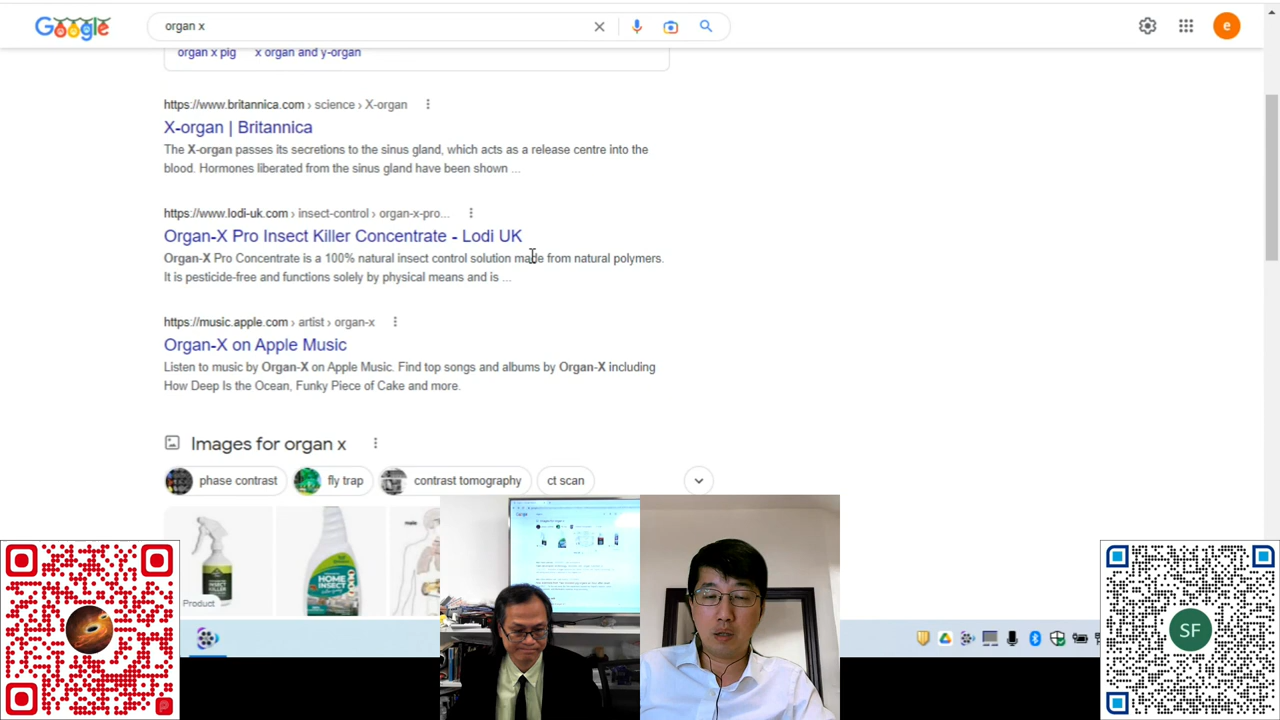 Google
organ x
e
organ x pig x organ and y-organ
https://www.britannica.com › science › X-organ
X-organ | Britannica
The X-organ passes its secretions to the sinus gland, which acts as a release centre into the
blood. Hormones liberated from the sinus gland have been shown ...
https://www.lodi-uk.com › insect-control › organ-x-pro...
Organ-X Pro Insect Killer Concentrate - Lodi UK
Organ-X Pro Concentrate is a 100% natural insect control solution made from natural polymers.
It is pesticide-free and functions solely by physical means and is ...
https://music.apple.com › artist › organ-x
Organ-X on Apple Music
Listen to music by Organ-X on Apple Music. Find top songs and albums by Organ-X including
How Deep Is the Ocean, Funky Piece of Cake and more.
Images for organ x
phase contrast fly trap contrast tomography ct scan
Product
HOME
SF